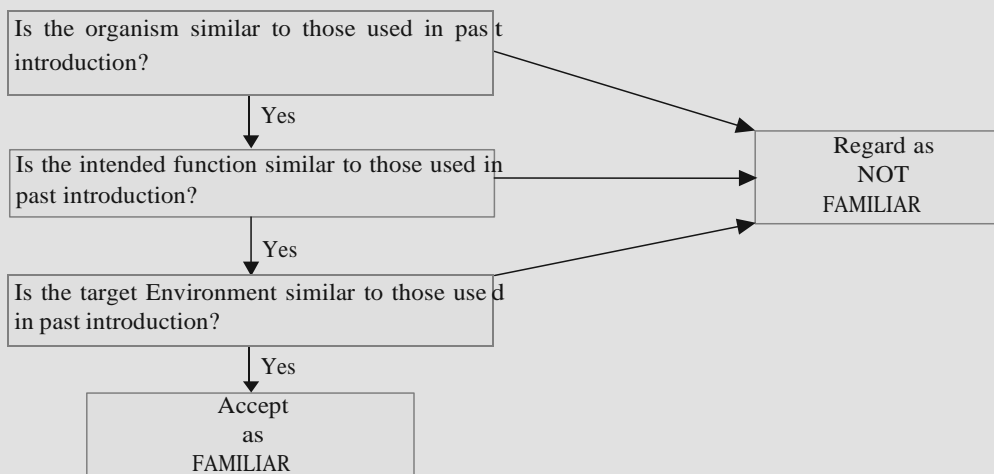 Is the organism similar to those used in past
introduction?
Yes
Is the intended function similar to those used in
past introduction?
Yes
Is the target Environment similar to those used
in past introduction?
Yes
Accept
as
FAMILIAR
Regard as
NOT
FAMILIAR